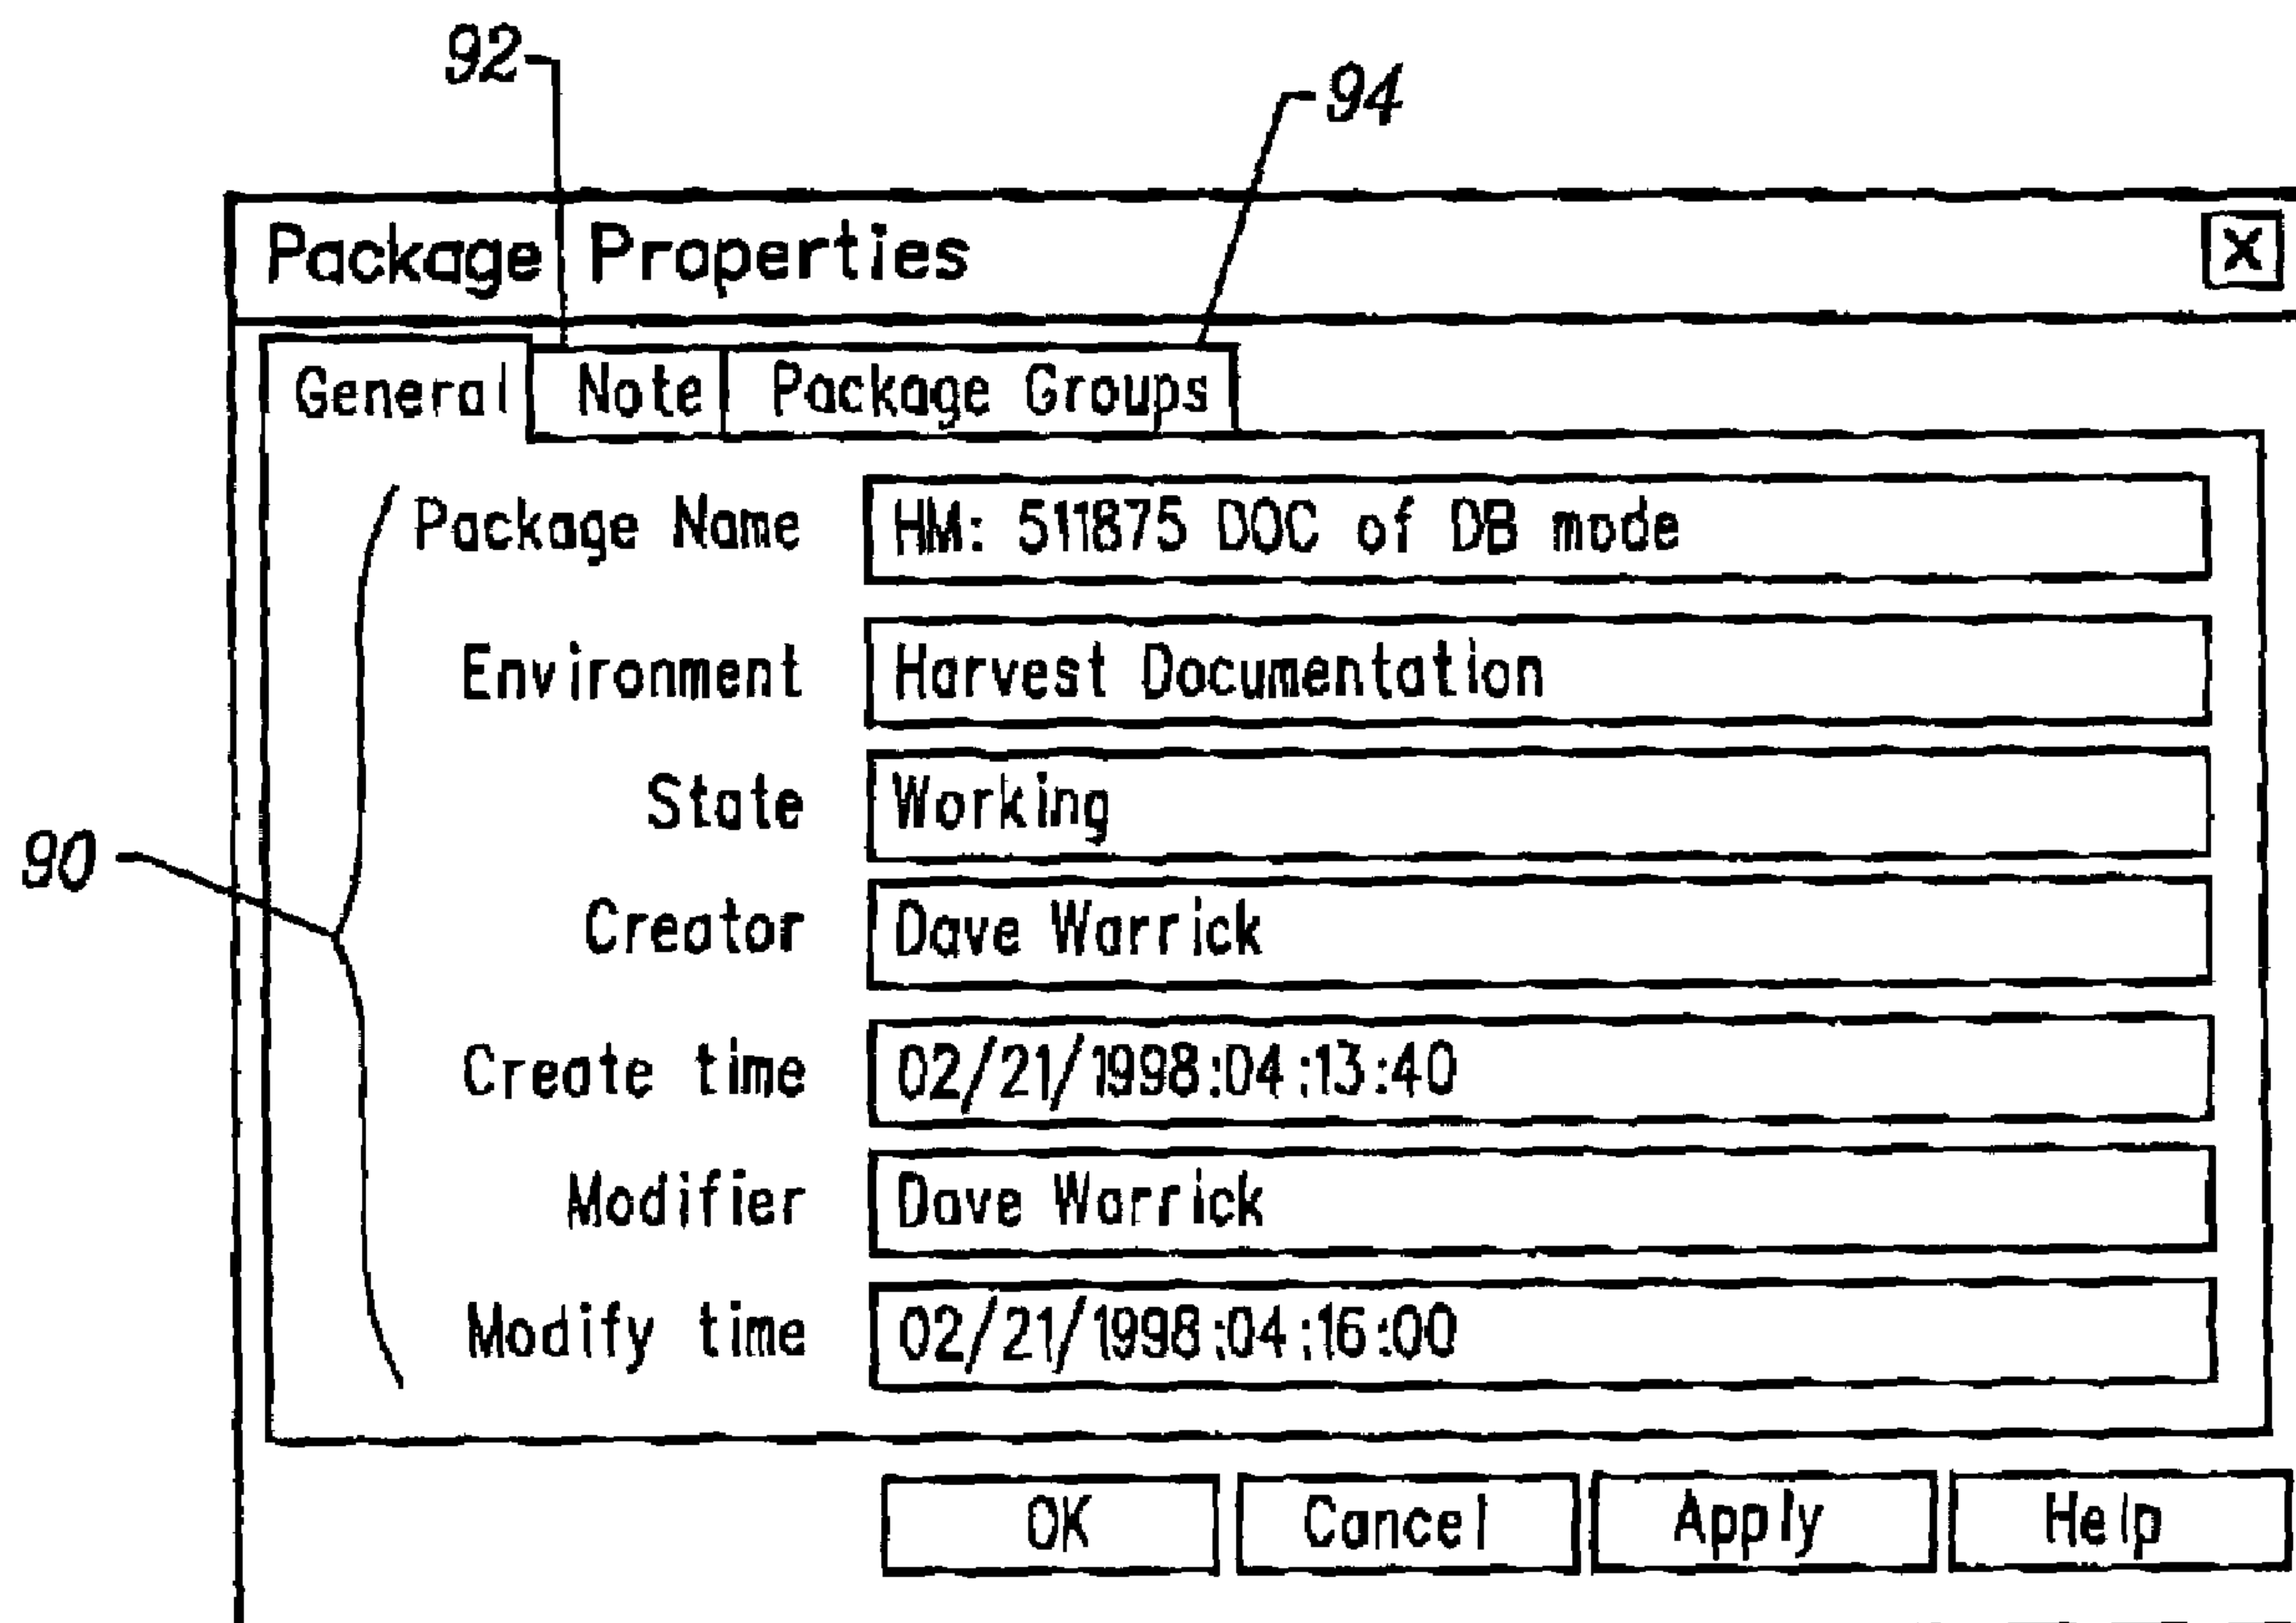 92
94
Package Properties X
General Note Package Groups
Package Name HM: 511875 DOC of DB mode
Environment Harvest Documentation
State Working
90
Creator Dave Warrick
Create time 02/21/1998:04:13:40
Modifier Dave Warrick
Modify time 02/21/1998:04:16:00
OK Cancel Apply Help